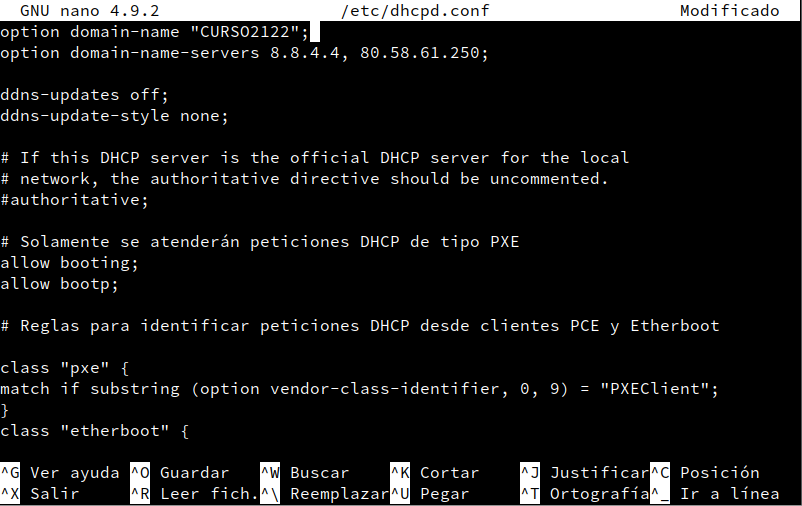 GNU nano 4.9.2 /etc/dhcpd.conf Modificado
option domain-name "CURSO2122";
option domain-name-servers 8.8.4.4, 80.58.61.250;
ddns-updates off;
ddns-update-style none;
# If this DHCP server is the official DHCP server for the local
# network, the authoritative directive should be uncommented.
#authoritative;
# Solamente se atenderán peticiones DHCP de tipo PXE
allow booting;
allow bootp;
# Reglas para identificar peticiones DHCP desde clientes PCE y Etherboot
class "pxe" {
match if substring (option vendor-class-identifier, 0, 9) = "PXEClient";
}
class "etherboot" {
^G Ver ayuda ^O Guardar ^W Buscar ^K Cortar ^J Justificar ^C Posición
^X Salir ^R Leer fich. ^\ Reemplazar ^U Pegar ^T Ortografía ^_ Ir a línea